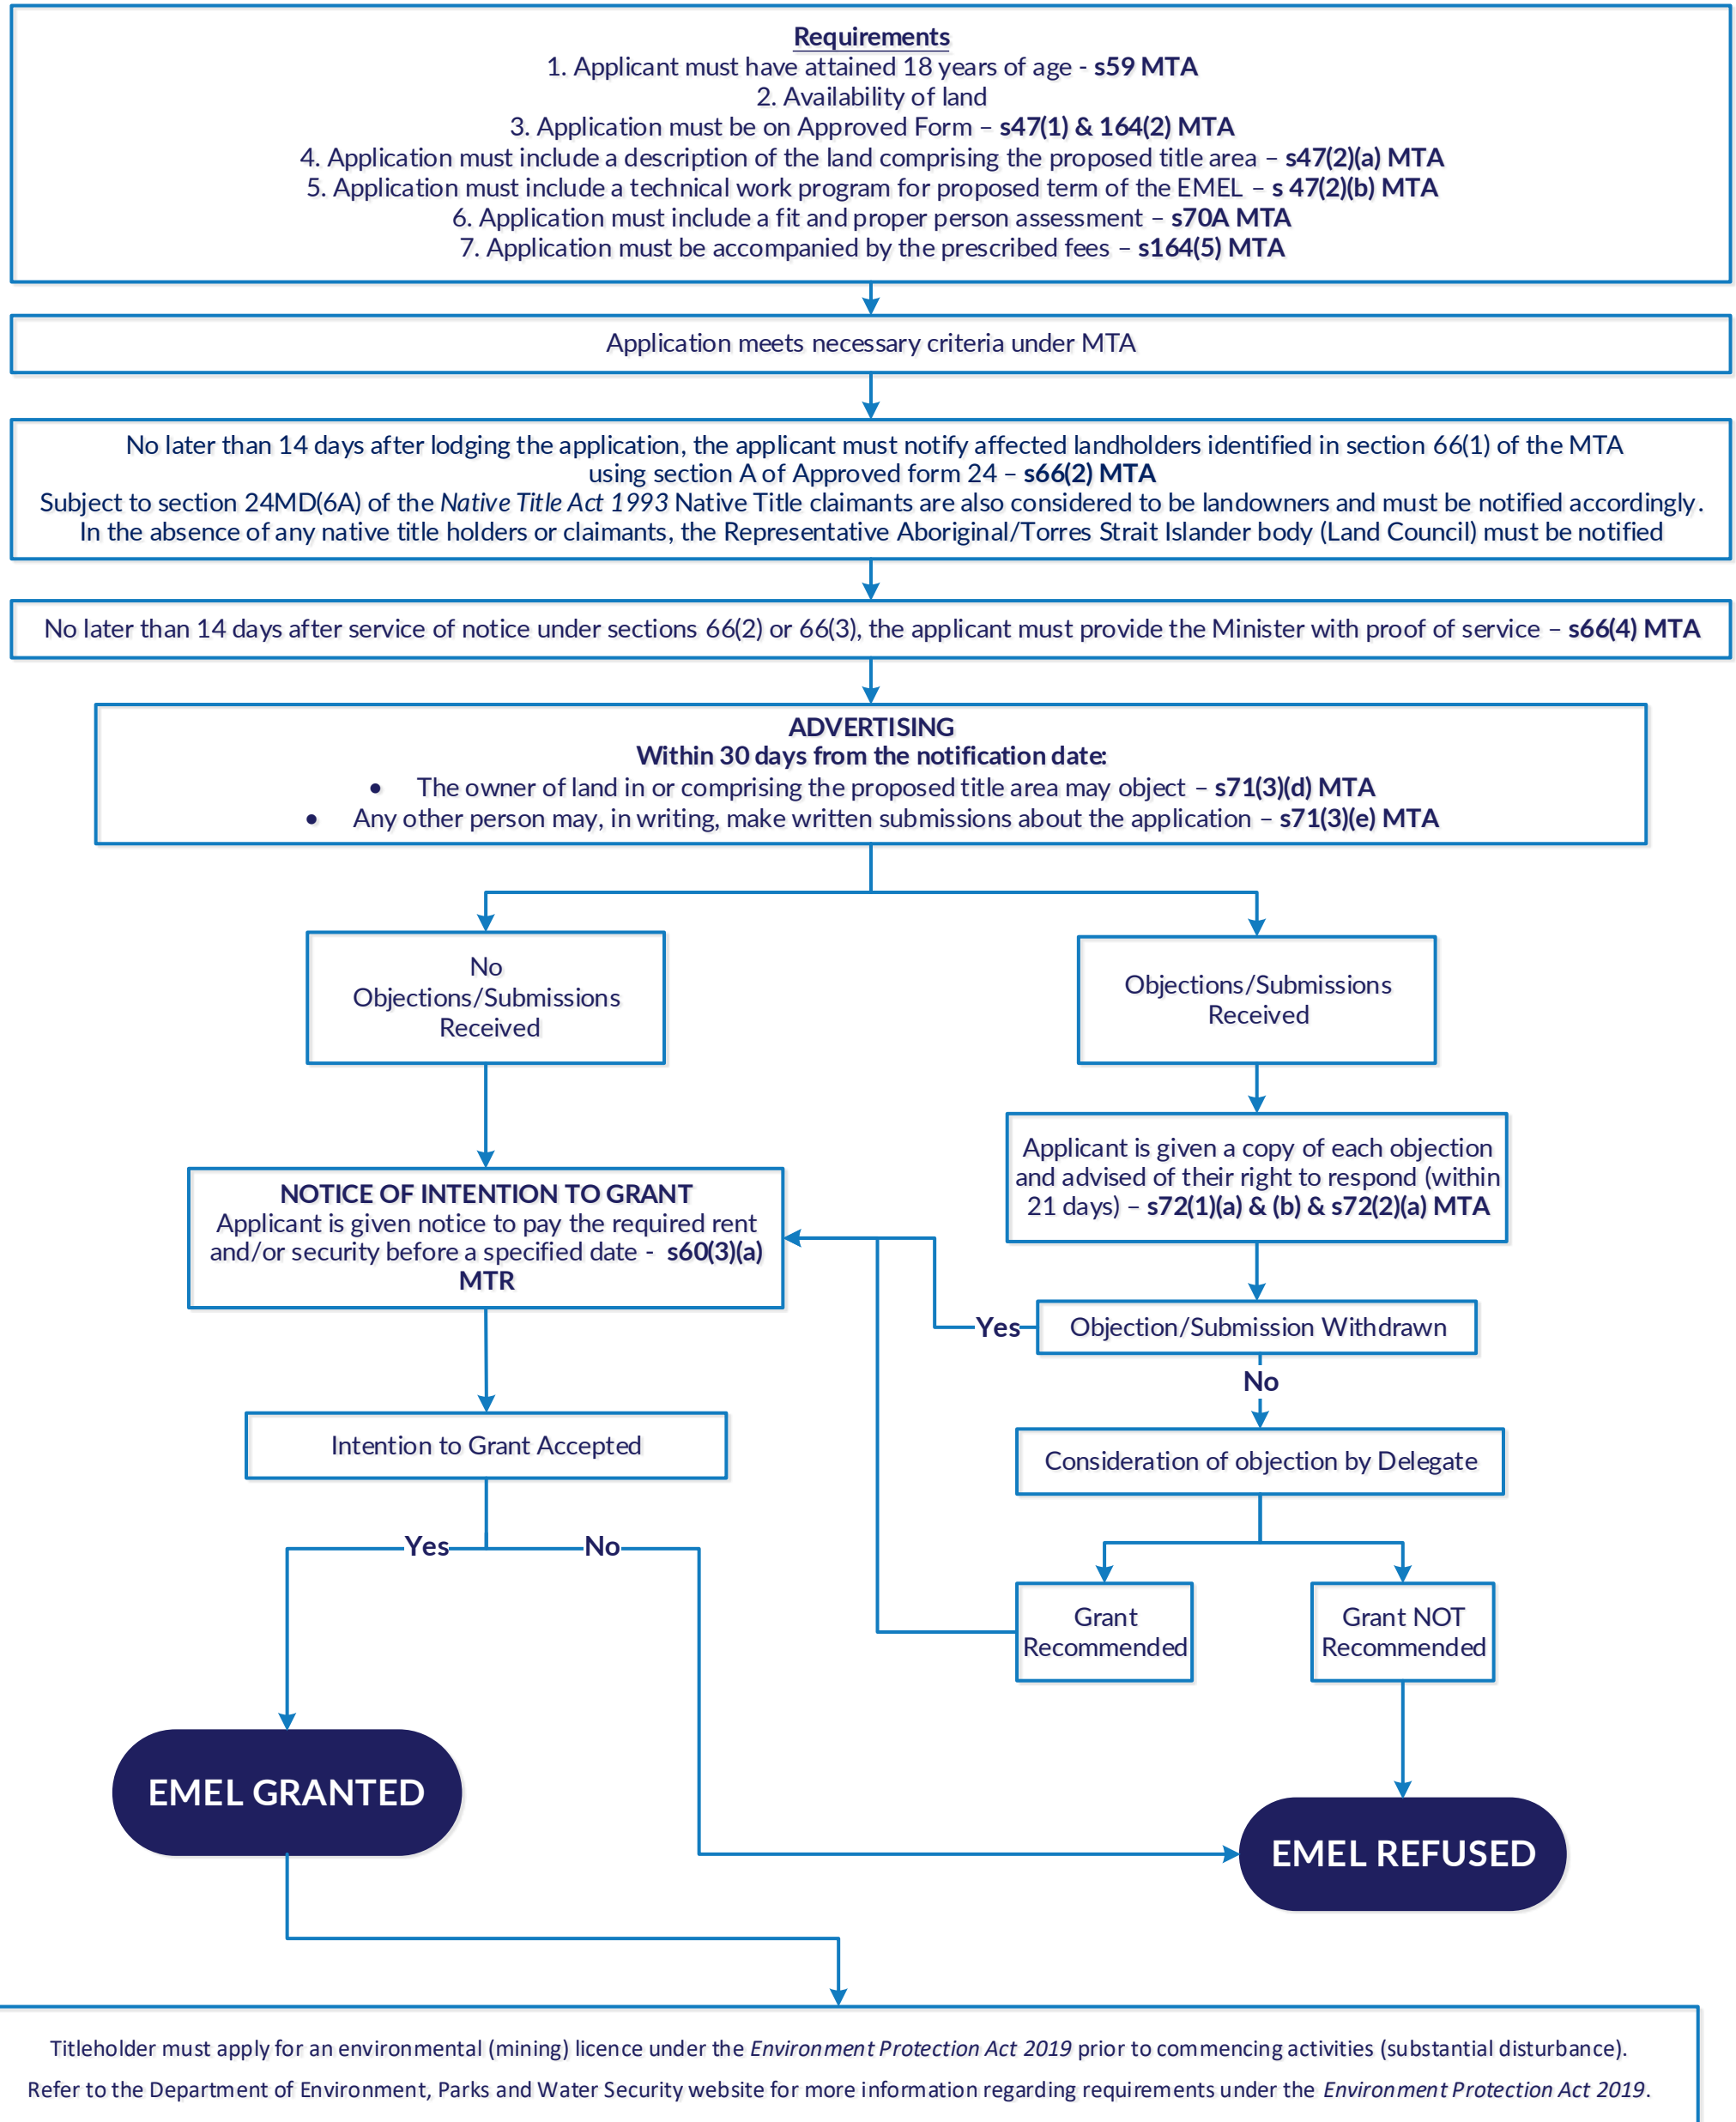 Requirements
1. Applicant must have attained 18 years of age - s59 MTA
2. Availability of land
3. Application must be on Approved Form – s47(1) & 164(2) MTA
4. Application must include a description of the land comprising the proposed title area – s47(2)(a) MTA
5. Application must include a technical work program for proposed term of the EMEL – s 47(2)(b) MTA
6. Application must include a fit and proper person assessment – s70A MTA
7. Application must be accompanied by the prescribed fees – s164(5) MTA
Application meets necessary criteria under MTA
No later than 14 days after lodging the application, the applicant must notify affected landholders identified in section 66(1) of the MTA
using section A of Approved form 24 – s66(2) MTA
Subject to section 24MD(6A) of the Native Title Act 1993 Native Title claimants are also considered to be landowners and must be notified accordingly.
In the absence of any native title holders or claimants, the Representative Aboriginal/Torres Strait Islander body (Land Council) must be notified
No later than 14 days after service of notice under sections 66(2) or 66(3), the applicant must provide the Minister with proof of service – s66(4) MTA
ADVERTISING
Within 30 days from the notification date:
• The owner of land in or comprising the proposed title area may object – s71(3)(d) MTA
• Any other person may, in writing, make written submissions about the application – s71(3)(e) MTA
No
Objections/Submissions
Received
Objections/Submissions
Received
Applicant is given a copy of each objection
and advised of their right to respond (within
21 days) – s72(1)(a) & (b) & s72(2)(a) MTA
NOTICE OF INTENTION TO GRANT
Applicant is given notice to pay the required rent
and/or security before a specified date - s60(3)(a)
MTR
Yes
Objection/Submission Withdrawn
No
Intention to Grant Accepted
Consideration of objection by Delegate
Yes
No
Grant
Recommended
Grant NOT
Recommended
EMEL GRANTED
EMEL REFUSED
Titleholder must apply for an environmental (mining) licence under the Environment Protection Act 2019 prior to commencing activities (substantial disturbance).
Refer to the Department of Environment, Parks and Water Security website for more information regarding requirements under the Environment Protection Act 2019.